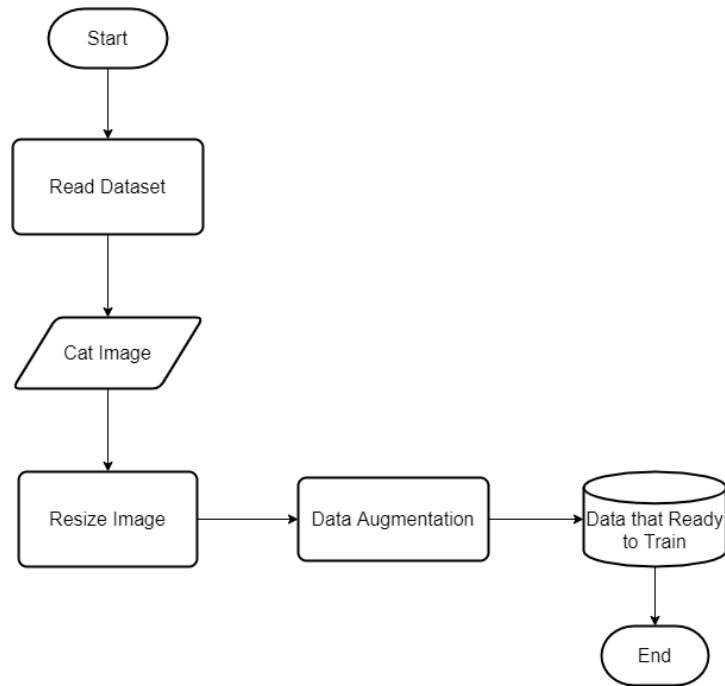 Start
Read Dataset
Cat Image
Resize Image
Data Augmentation
Data that Ready
to Train
End